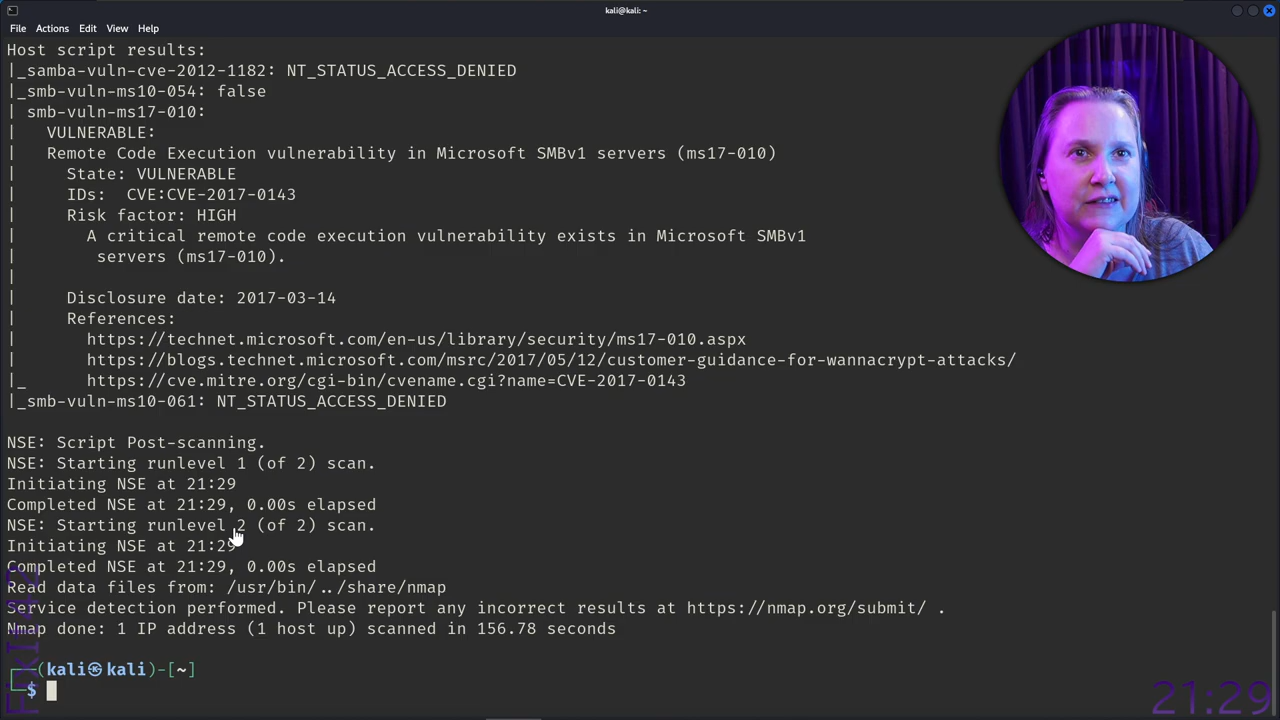 kali@kali: ~
File Actions Edit View Help
Host script results:
|_samba-vuln-cve-2012-1182: NT_STATUS_ACCESS_DENIED
|_smb-vuln-ms10-054: false
| smb-vuln-ms17-010:
|   VULNERABLE:
|   Remote Code Execution vulnerability in Microsoft SMBv1 servers (ms17-010)
|     State: VULNERABLE
|     IDs:  CVE:CVE-2017-0143
|     Risk factor: HIGH
|       A critical remote code execution vulnerability exists in Microsoft SMBv1
|        servers (ms17-010).
|
|     Disclosure date: 2017-03-14
|     References:
|       https://technet.microsoft.com/en-us/library/security/ms17-010.aspx
|       https://blogs.technet.microsoft.com/msrc/2017/05/12/customer-guidance-for-wannacrypt-attacks/
|_      https://cve.mitre.org/cgi-bin/cvename.cgi?name=CVE-2017-0143
|_smb-vuln-ms10-061: NT_STATUS_ACCESS_DENIED
NSE: Script Post-scanning.
NSE: Starting runlevel 1 (of 2) scan.
Initiating NSE at 21:29
Completed NSE at 21:29, 0.00s elapsed
NSE: Starting runlevel 2 (of 2) scan.
Initiating NSE at 21:29
Completed NSE at 21:29, 0.00s elapsed
Read data files from: /usr/bin/../share/nmap
Service detection performed. Please report any incorrect results at https://nmap.org/submit/ .
Nmap done: 1 IP address (1 host up) scanned in 156.78 seconds
┌──(kali㉿kali)-[~]
└─$
21:29